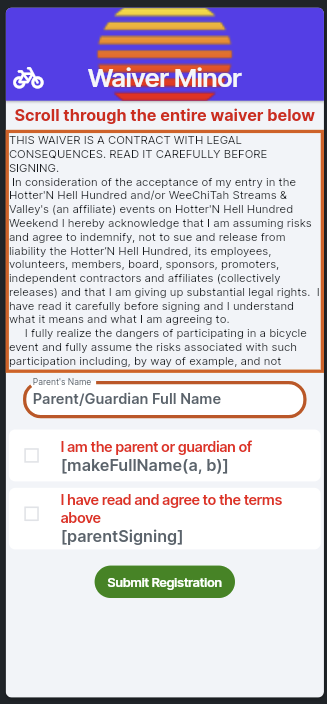 Waiver Minor
Scroll through the entire waiver below
THIS WAIVER IS A CONTRACT WITH LEGAL
CONSEQUENCES. READ IT CAREFULLY BEFORE
SIGNING.
In consideration of the acceptance of my entry in the
Hotter'N Hell Hundred and/or WeeChiTah Streams &
Valley's (an affiliate) events on Hotter'N Hell Hundred
Weekend I hereby acknowledge that I am assuming risks
and agree to indemnify, not to sue and release from
liability the Hotter'N Hell Hundred, its employees,
volunteers, members, board, sponsors, promoters,
independent contractors and affiliates (collectively
releases) and that I am giving up substantial legal rights. I
have read it carefully before signing and I understand
what it means and what I am agreeing to.
I fully realize the dangers of participating in a bicycle
event and fully assume the risks associated with such
participation including, by way of example, and not
Parent's Name
Parent/Guardian Full Name
I am the parent or guardian of
[makeFullName(a, b)]
I have read and agree to the terms
above
[parentSigning]
Submit Registration